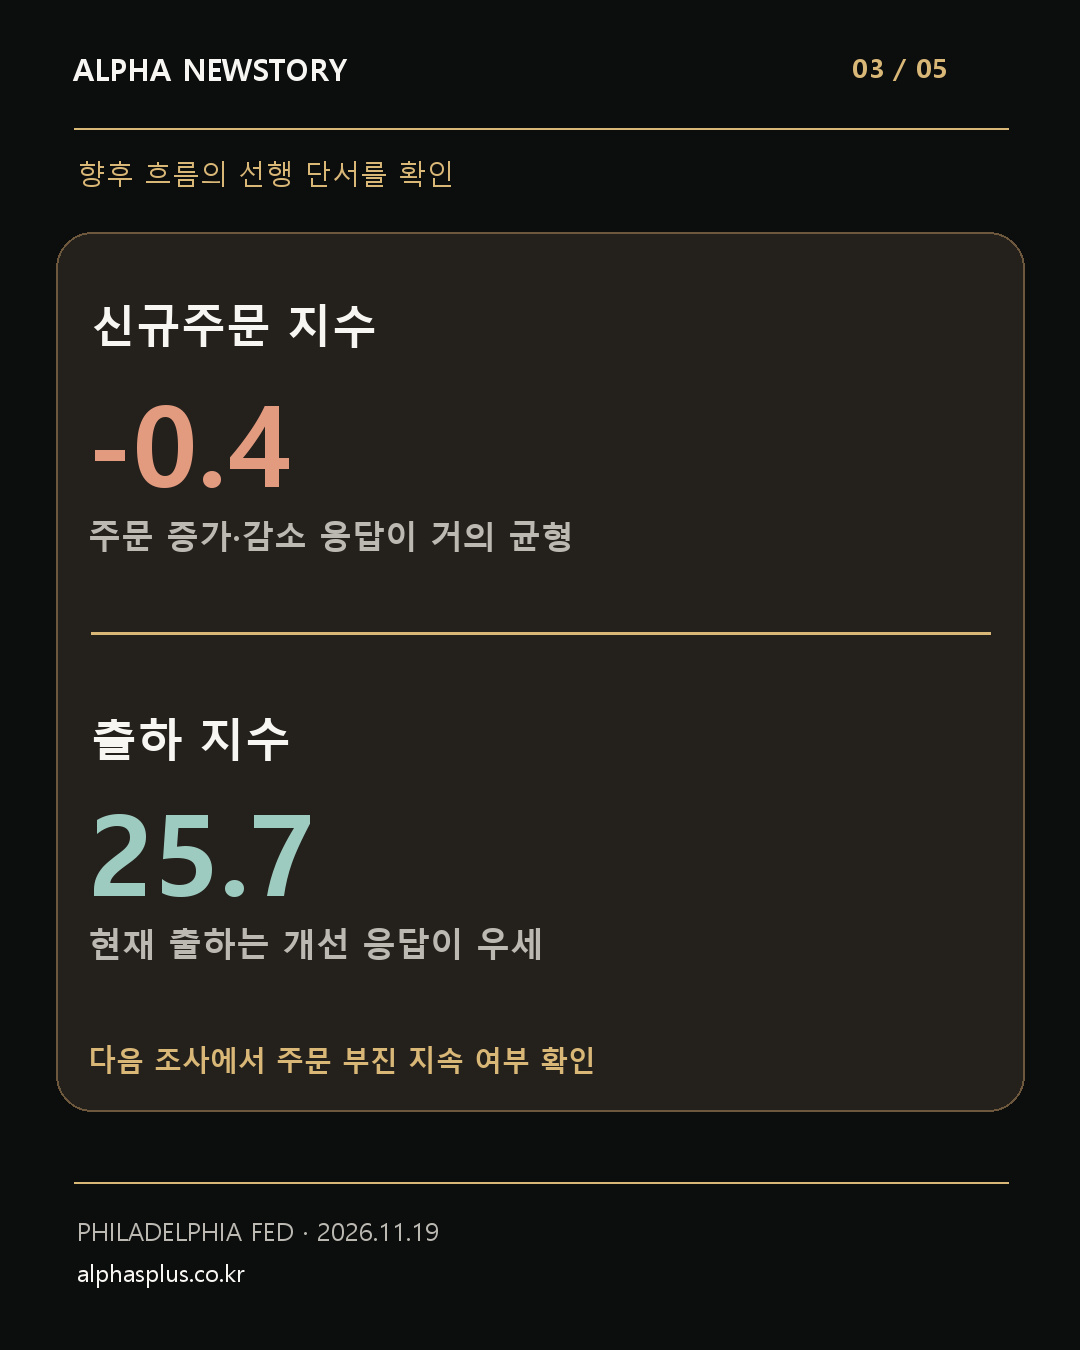 ALPHA NEWSTORY
03 / 05
향후 흐름의 선행 단서를 확인
신규주문 지수
-0.4
주문 증가·감소 응답이 거의 균형
출하 지수
25.7
현재 출하는 개선 응답이 우세
다음 조사에서 주문 부진 지속 여부 확인
PHILADELPHIA FED · 2026.11.19
alphasplus.co.kr